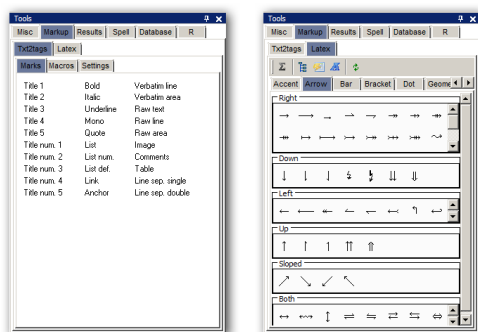 Tools
Misc Markup Results Spell Database R
Txt2tags Latex
Marks Macros Settings
Title 1 Bold Verbatim line
Title 2 Italic Verbatim area
Title 3 Underline Raw text
Title 4 Mono Raw line
Title 5 Quote Raw area
Title num. 1 List Image
Title num. 2 List num. Comments
Title num. 3 List def. Table
Title num. 4 Link Line sep. single
Title num. 5 Anchor Line sep. double
Tools
Misc Markup Results Spell Database R
Txt2tags Latex
Accent Arrow Bar Bracket Dot Geome
Right
Down
Left
Up
Sloped
Both